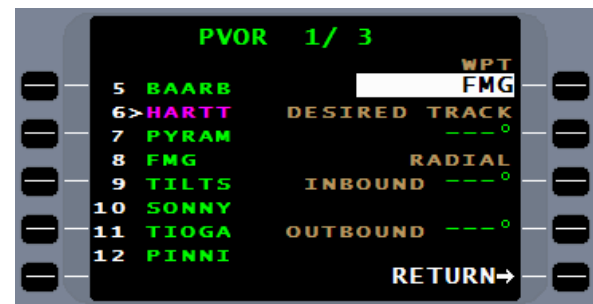 PVOR 1/ 3
WPT
5 BAARB FMG
6>HARTT DESIRED TRACK
7 PYRAM ---°
8 FMG RADIAL
9 TILTS INBOUND ---°
10 SONNY
11 TIOGA OUTBOUND ---°
12 PINNI
RETURN→